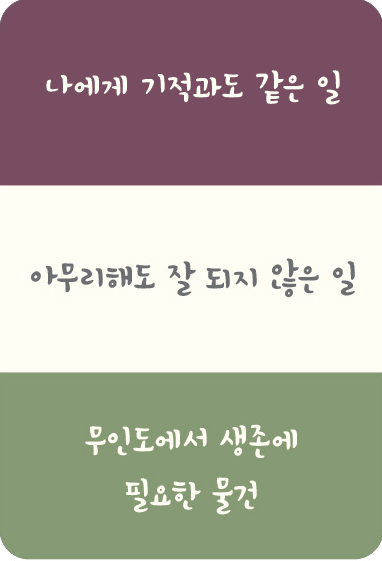 나에게 기적과도 같은 일
아무리해도 잘 되지 않은 일
무인도에서 생존에
필요한 물건